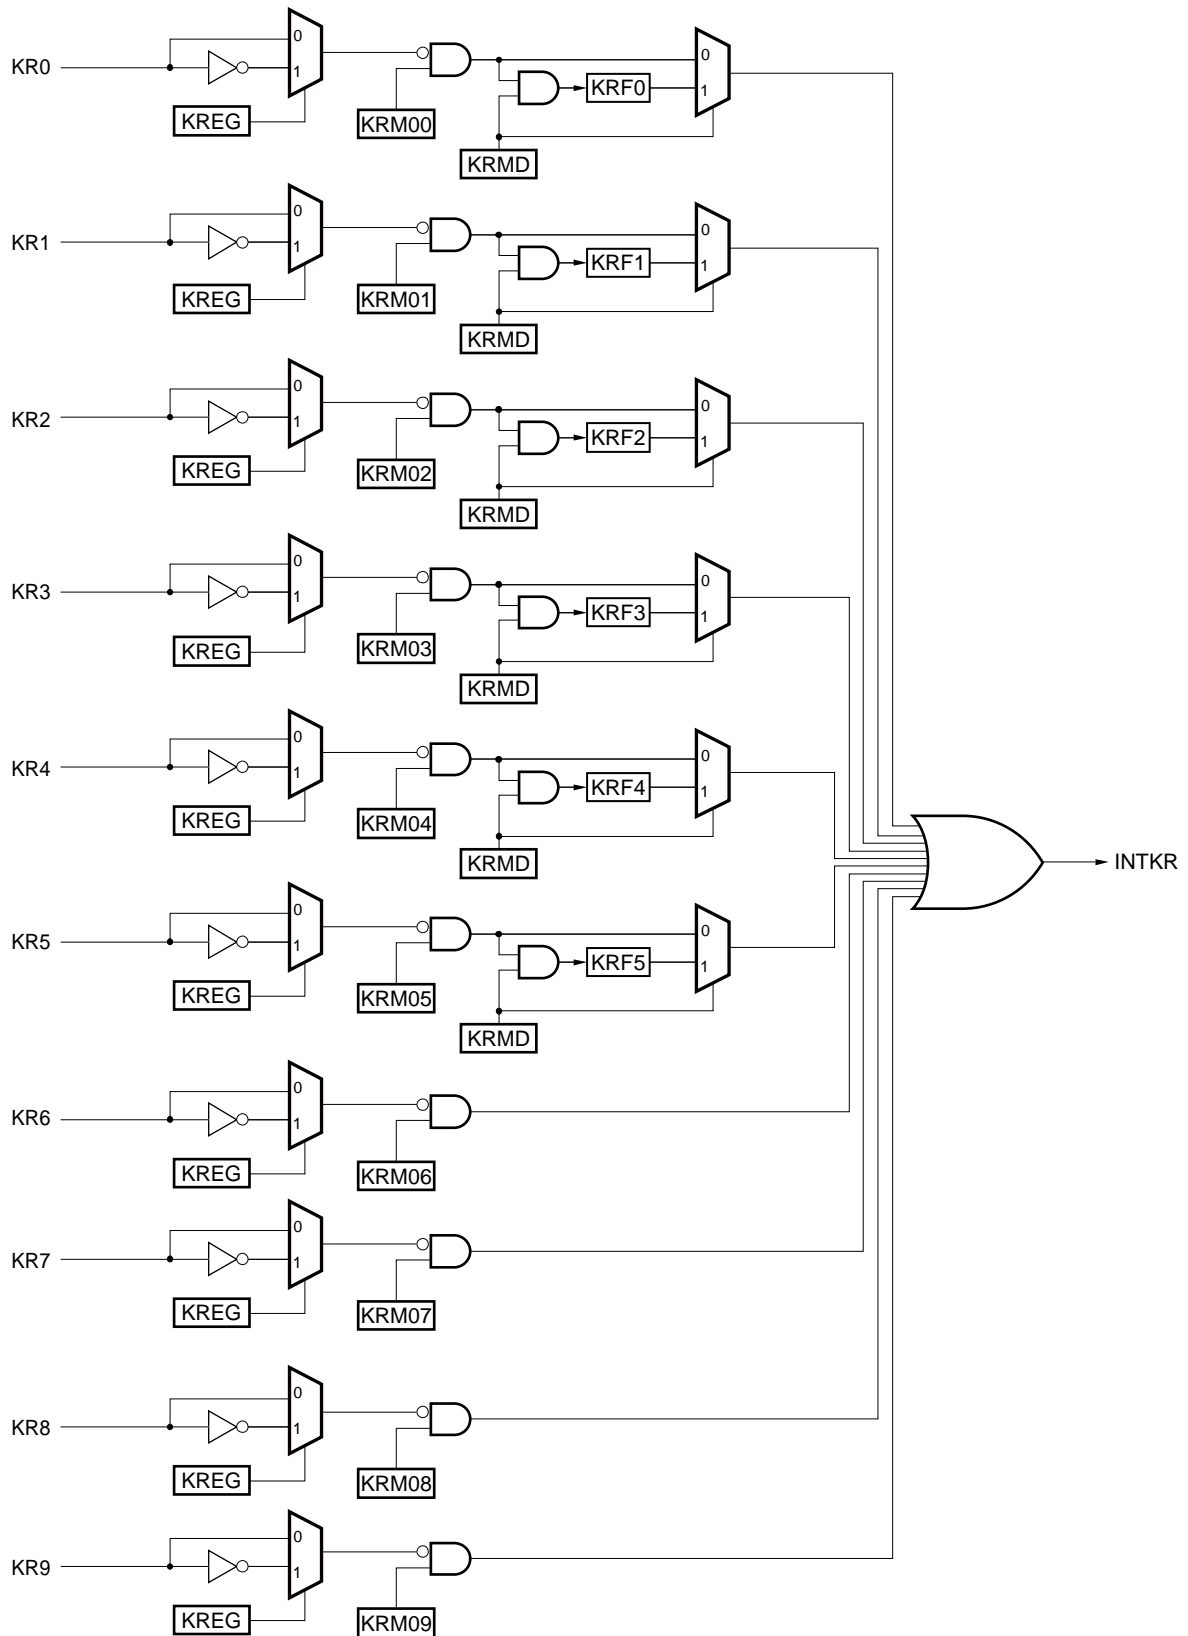 0
KR0
1
KREG
KRM00
0
KRF0
1
KRMD
0
KR1
1
KREG
KRM01
0
KRF1
1
KRMD
0
KR2
1
KREG
KRM02
0
KRF2
1
KRMD
0
KR3
1
KREG
KRM03
0
KRF3
1
KRMD
0
KR4
1
KREG
KRM04
0
KRF4
1
KRMD
INTKR
0
KR5
1
KREG
KRM05
0
KRF5
1
KRMD
0
KR6
1
KREG
KRM06
0
KR7
1
KREG
KRM07
0
KR8
1
KREG
KRM08
0
KR9
1
KREG
KRM09